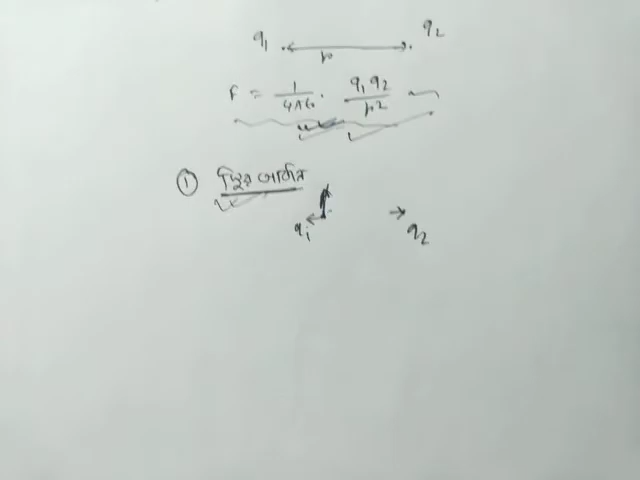 q₁ q₂
r
F = 1/4πε₀ · q₁q₂/r²
① স্থির আধান
q₁ q₂